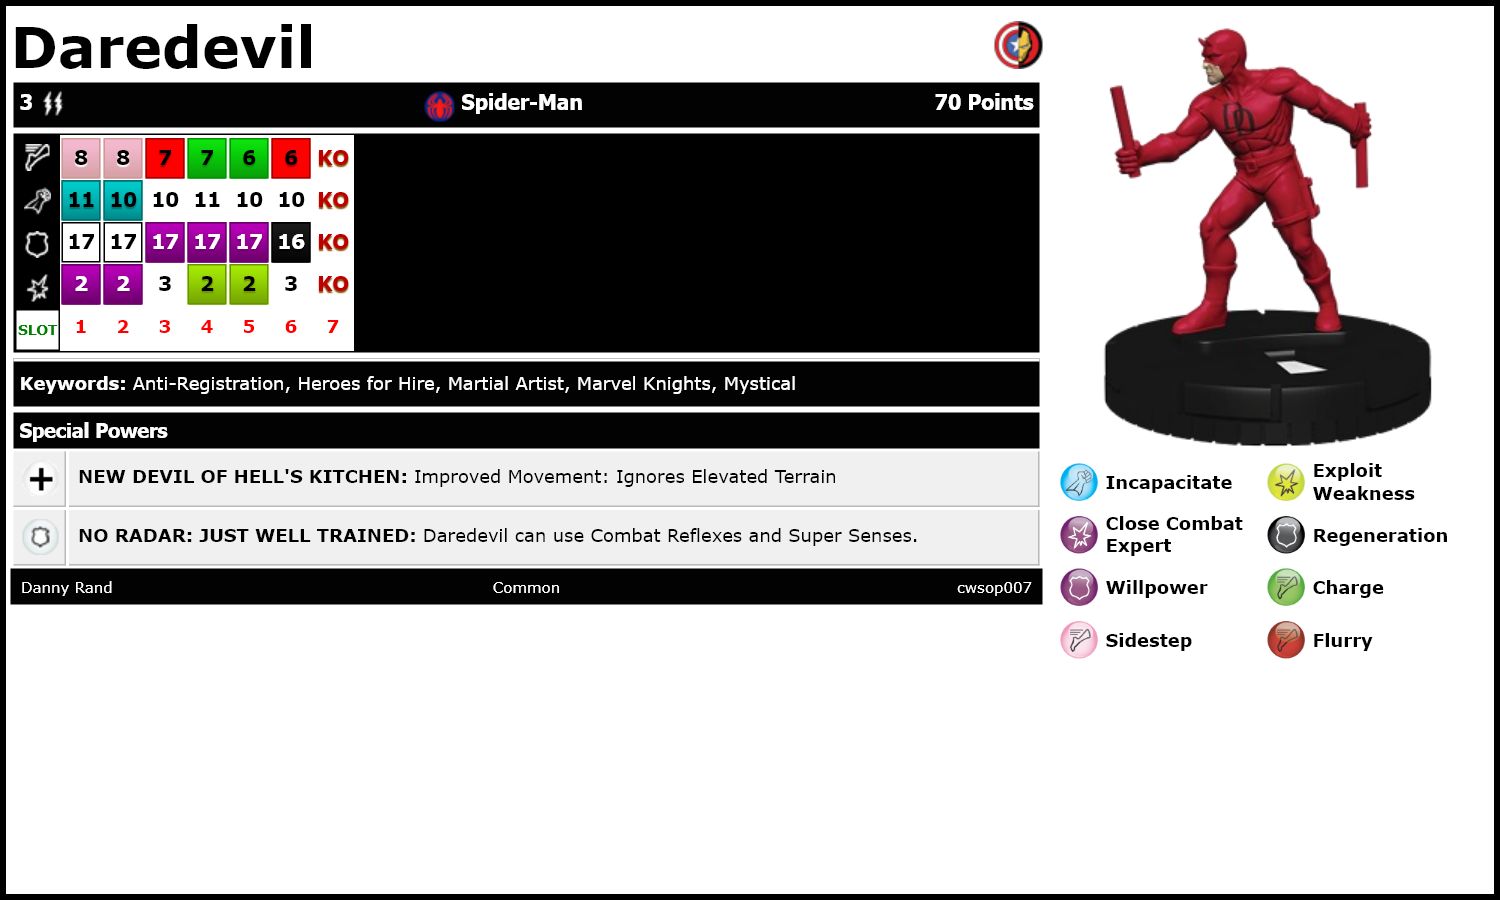 Daredevil
3 Spider-Man 70 Points
8 8 7 7 6 6 KO
11 10 10 11 10 10 KO
17 17 17 17 17 16 KO
2 2 3 2 2 3 KO
SLOT 1 2 3 4 5 6 7
Keywords: Anti-Registration, Heroes for Hire, Martial Artist, Marvel Knights, Mystical
Special Powers
NEW DEVIL OF HELL'S KITCHEN: Improved Movement: Ignores Elevated Terrain
NO RADAR: JUST WELL TRAINED: Daredevil can use Combat Reflexes and Super Senses.
Danny Rand Common cwsop007
DD
Incapacitate
Exploit
Weakness
Close Combat
Expert
Regeneration
Willpower
Charge
Sidestep
Flurry